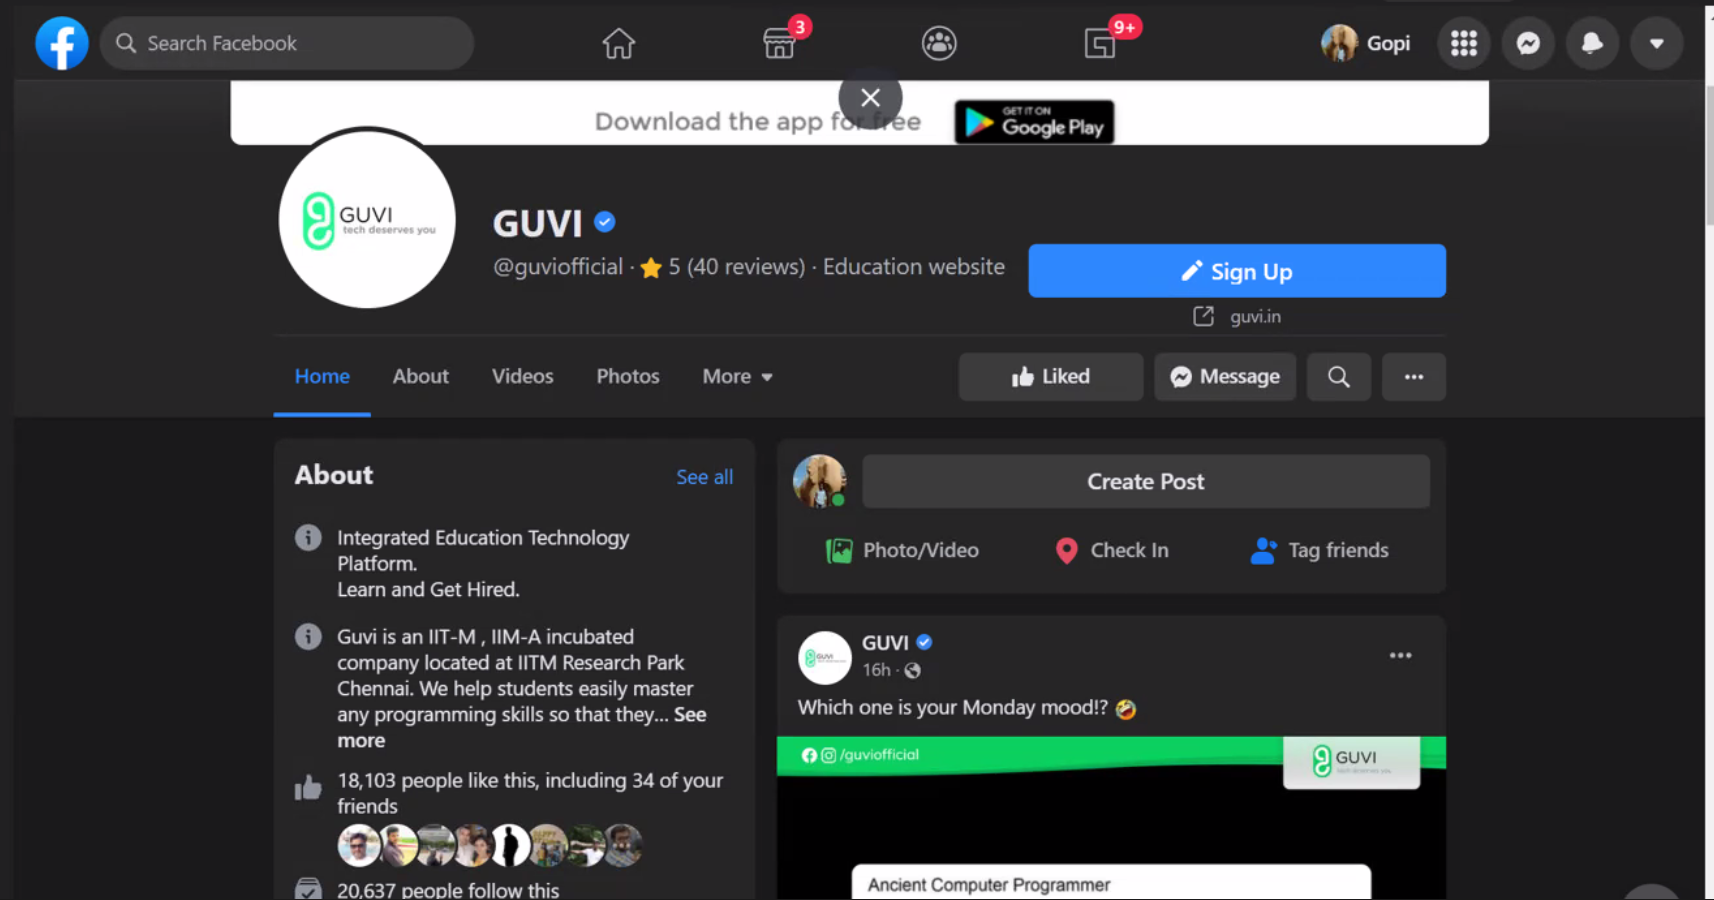 Search Facebook
3
9+
Gopi
Download the app for free
GET IT ON
Google Play
GUVI
tech deserves you
GUVI
@guviofficial · 5 (40 reviews) · Education website
Sign Up
guvi.in
Home About Videos Photos More
Liked Message
About See all
Integrated Education Technology
Platform.
Learn and Get Hired.
Guvi is an IIT-M , IIM-A incubated
company located at IITM Research Park
Chennai. We help students easily master
any programming skills so that they... See
more
18,103 people like this, including 34 of your
friends
20,637 people follow this
Create Post
Photo/Video Check In Tag friends
GUVI
GUVI
16h ·
Which one is your Monday mood!? 🤣
/guviofficial
GUVI
tech deserves you
Ancient Computer Programmer